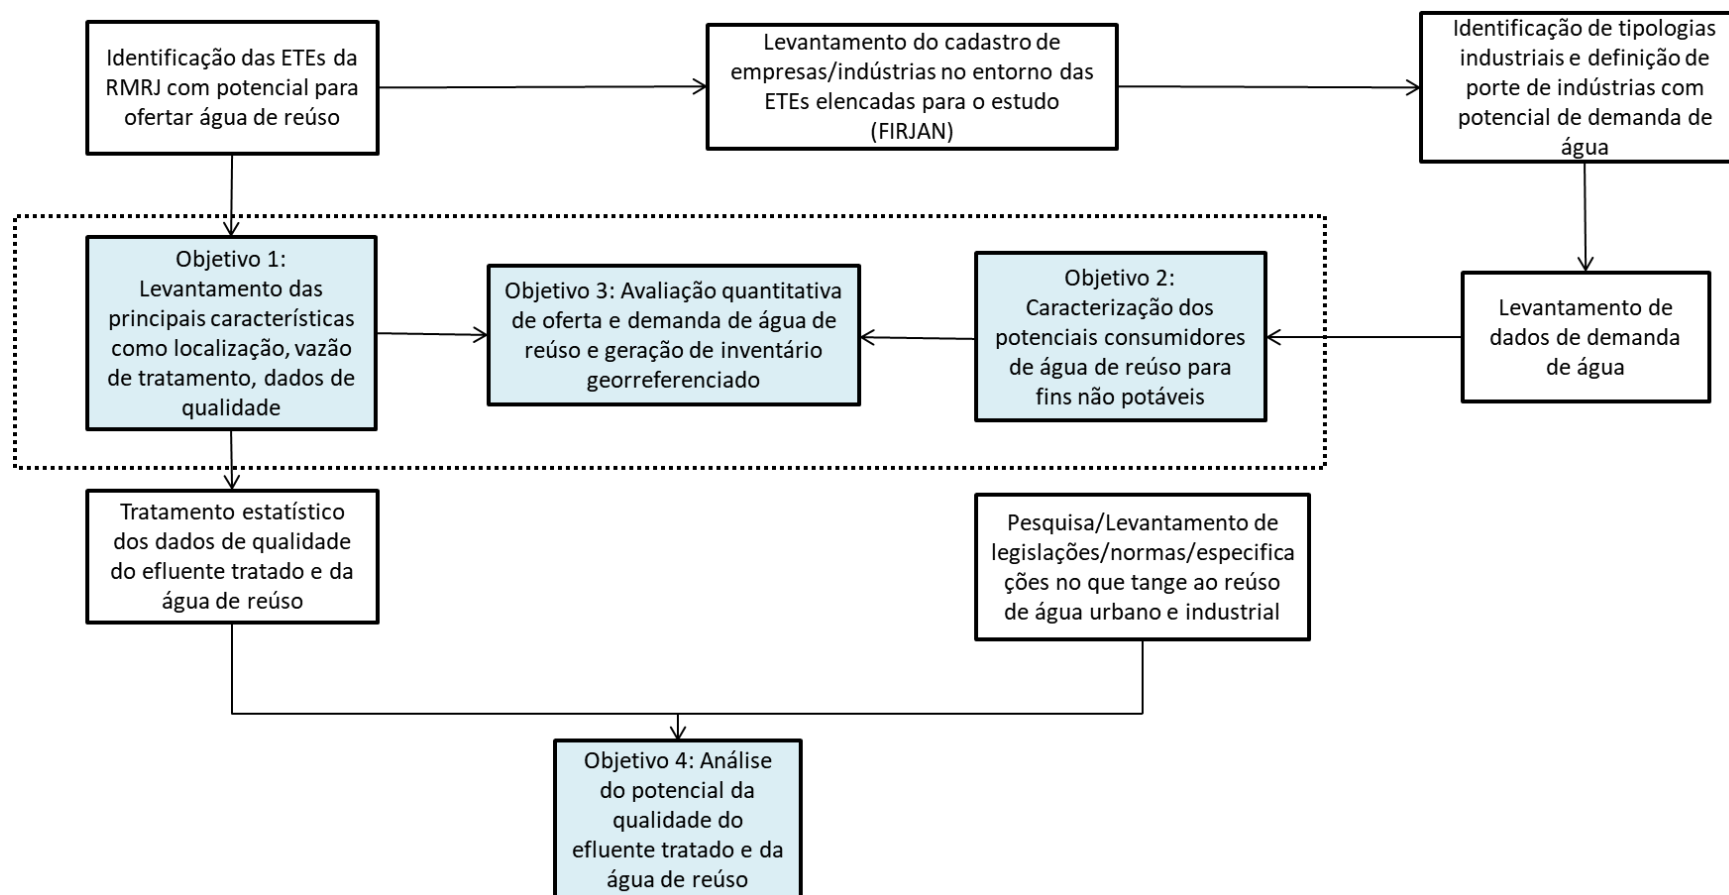 Identificação das ETEs da
RMRJ com potencial para
ofertar água de reúso
Levantamento do cadastro de
empresas/indústrias no entorno das
ETEs elencadas para o estudo
(FIRJAN)
Identificação de tipologias
industriais e definição de
porte de indústrias com
potencial de demanda de
água
Objetivo 1:
Levantamento das
principais características
como localização, vazão
de tratamento, dados de
qualidade
Objetivo 3: Avaliação quantitativa
de oferta e demanda de água de
reúso e geração de inventário
georreferenciado
Objetivo 2:
Caracterização dos
potenciais consumidores
de água de reúso para
fins não potáveis
Levantamento de
dados de demanda
de água
Tratamento estatístico
dos dados de qualidade
do efluente tratado e da
água de reúso
Pesquisa/Levantamento de
legislações/normas/especifica
ções no que tange ao reúso
de água urbano e industrial
Objetivo 4: Análise
do potencial da
qualidade do
efluente tratado e da
água de reúso